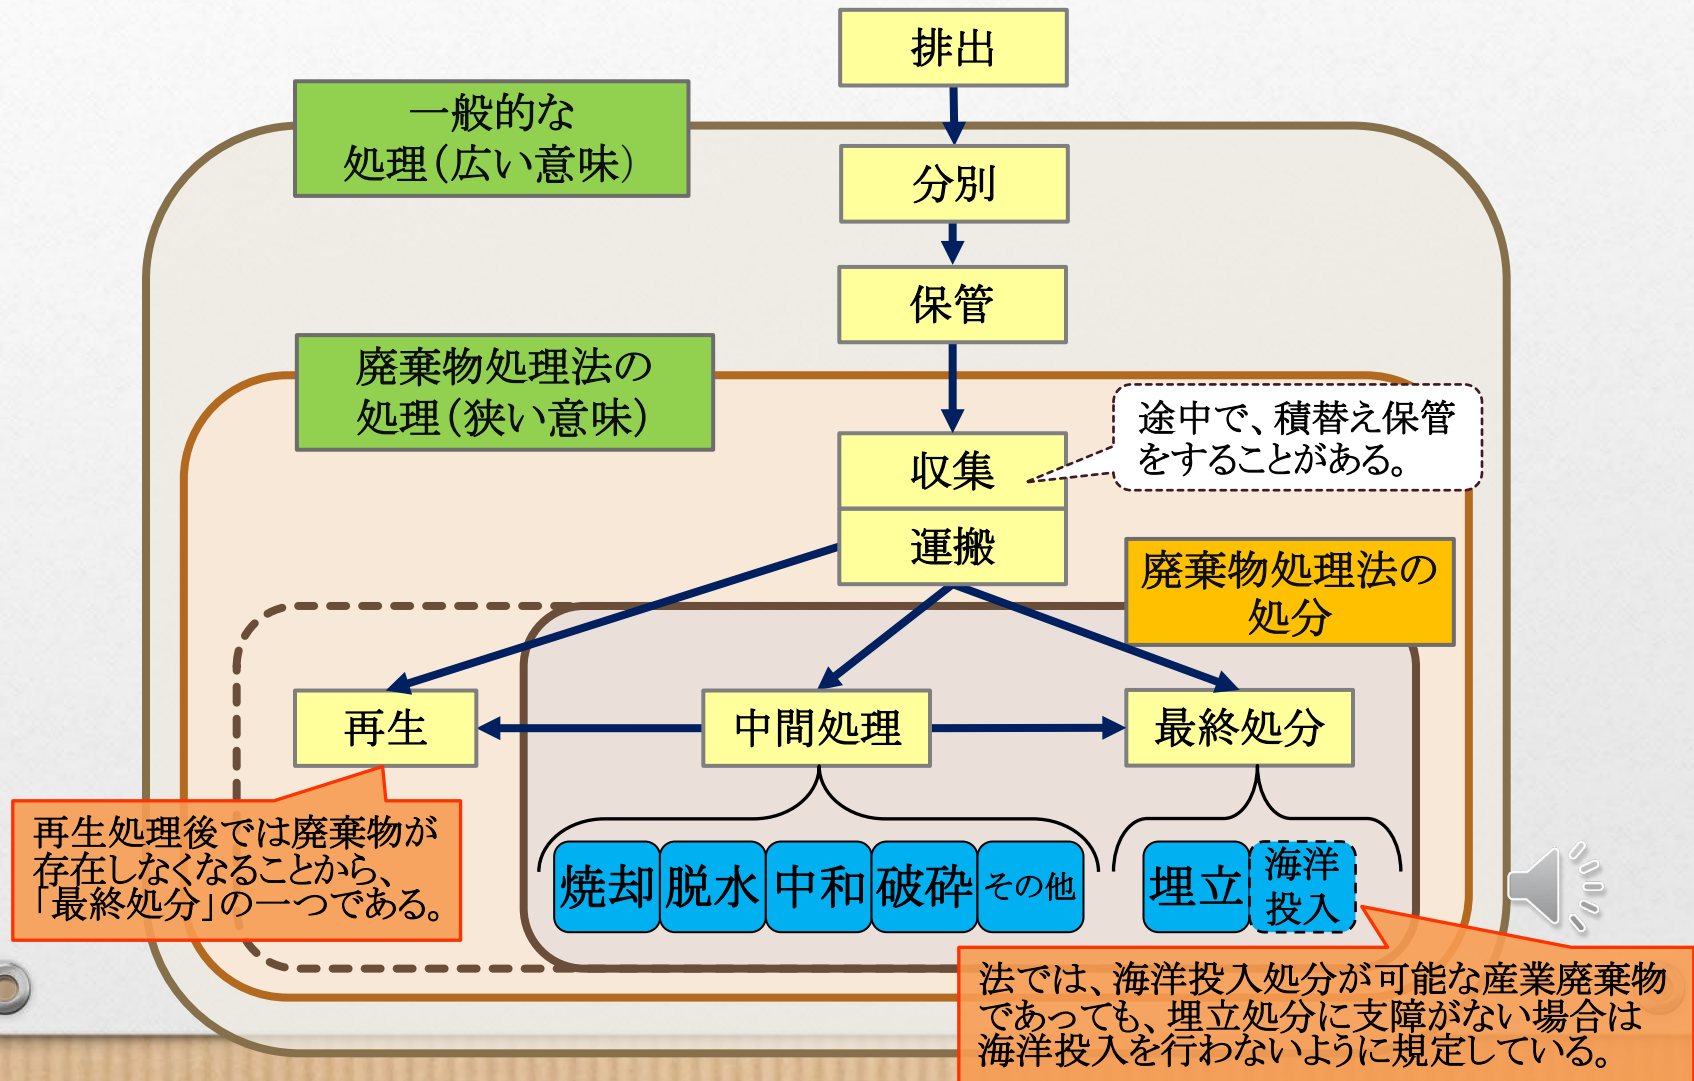 排出
一般的な
処理(広い意味)
分別
保管
廃棄物処理法の
処理(狭い意味)
途中で、積替え保管
をすることがある。
収集
運搬
廃棄物処理法の
処分
再生
中間処理
最終処分
再生処理後では廃棄物が
存在しなくなることから、
「最終処分」の一つである。
焼却
脱水
中和
破砕
その他
埋立
海洋
投入
法では、海洋投入処分が可能な産業廃棄物
であっても、埋立処分に支障がない場合は
海洋投入を行わないように規定している。